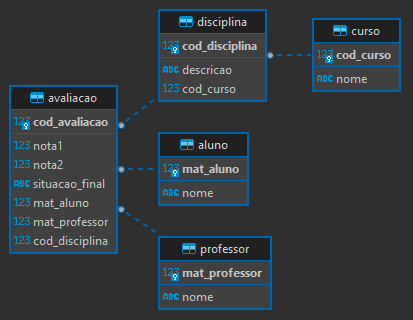 disciplina
123 cod_disciplina
ABC descricao
123 cod_curso
curso
123 cod_curso
ABC nome
avaliacao
123 cod_avaliacao
123 nota1
123 nota2
ABC situacao_final
123 mat_aluno
123 mat_professor
123 cod_disciplina
aluno
123 mat_aluno
ABC nome
professor
123 mat_professor
ABC nome